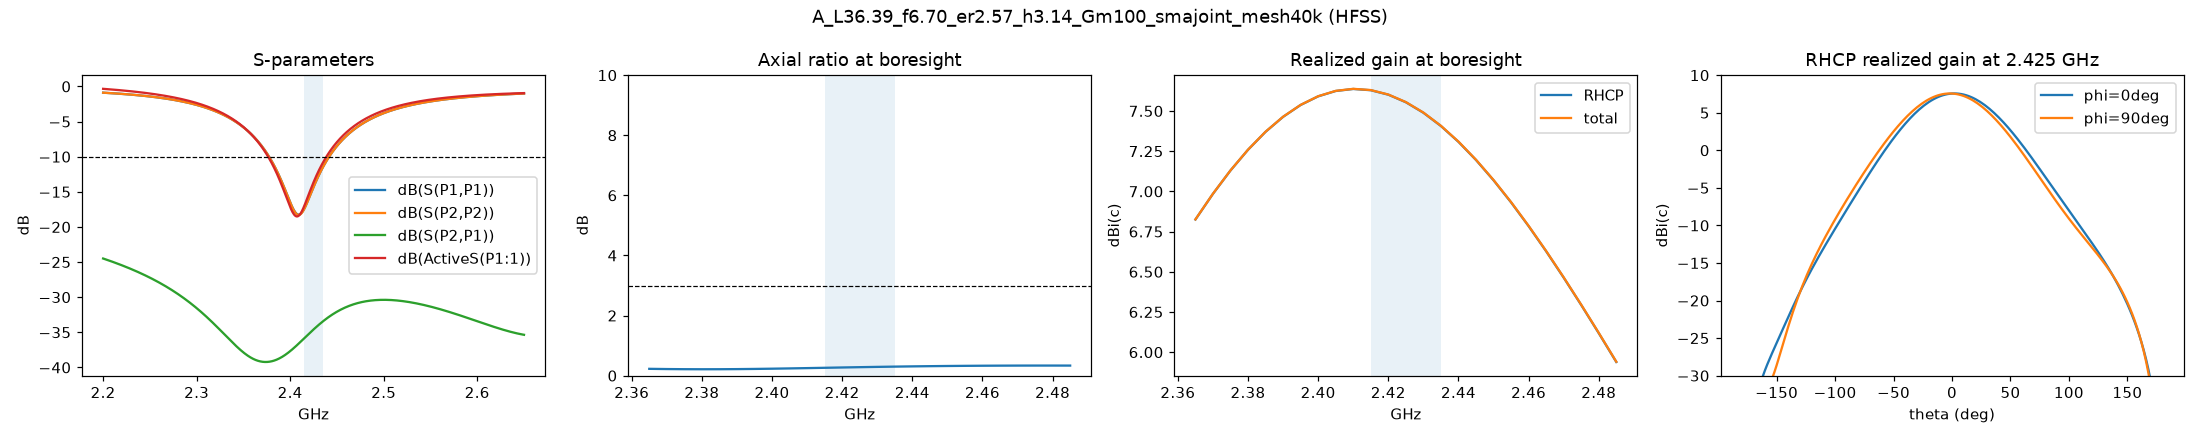 A_L36.39_f6.70_er2.57_h3.14_Gm100_smajoint_mesh40k (HFSS)
S-parameters
dB
0
−5
−10
−15
−20
−25
−30
−35
−40
2.2
2.3
2.4
2.5
2.6
GHz
dB(S(P1,P1))
dB(S(P2,P2))
dB(S(P2,P1))
dB(ActiveS(P1:1))
Axial ratio at boresight
dB
10
8
6
4
2
0
2.36
2.38
2.40
2.42
2.44
2.46
2.48
GHz
Realized gain at boresight
dBi(c)
7.50
7.25
7.00
6.75
6.50
6.25
6.00
2.36
2.38
2.40
2.42
2.44
2.46
2.48
GHz
RHCP
total
RHCP realized gain at 2.425 GHz
dBi(c)
10
5
0
−5
−10
−15
−20
−25
−30
−150
−100
−50
0
50
100
150
theta (deg)
phi=0deg
phi=90deg